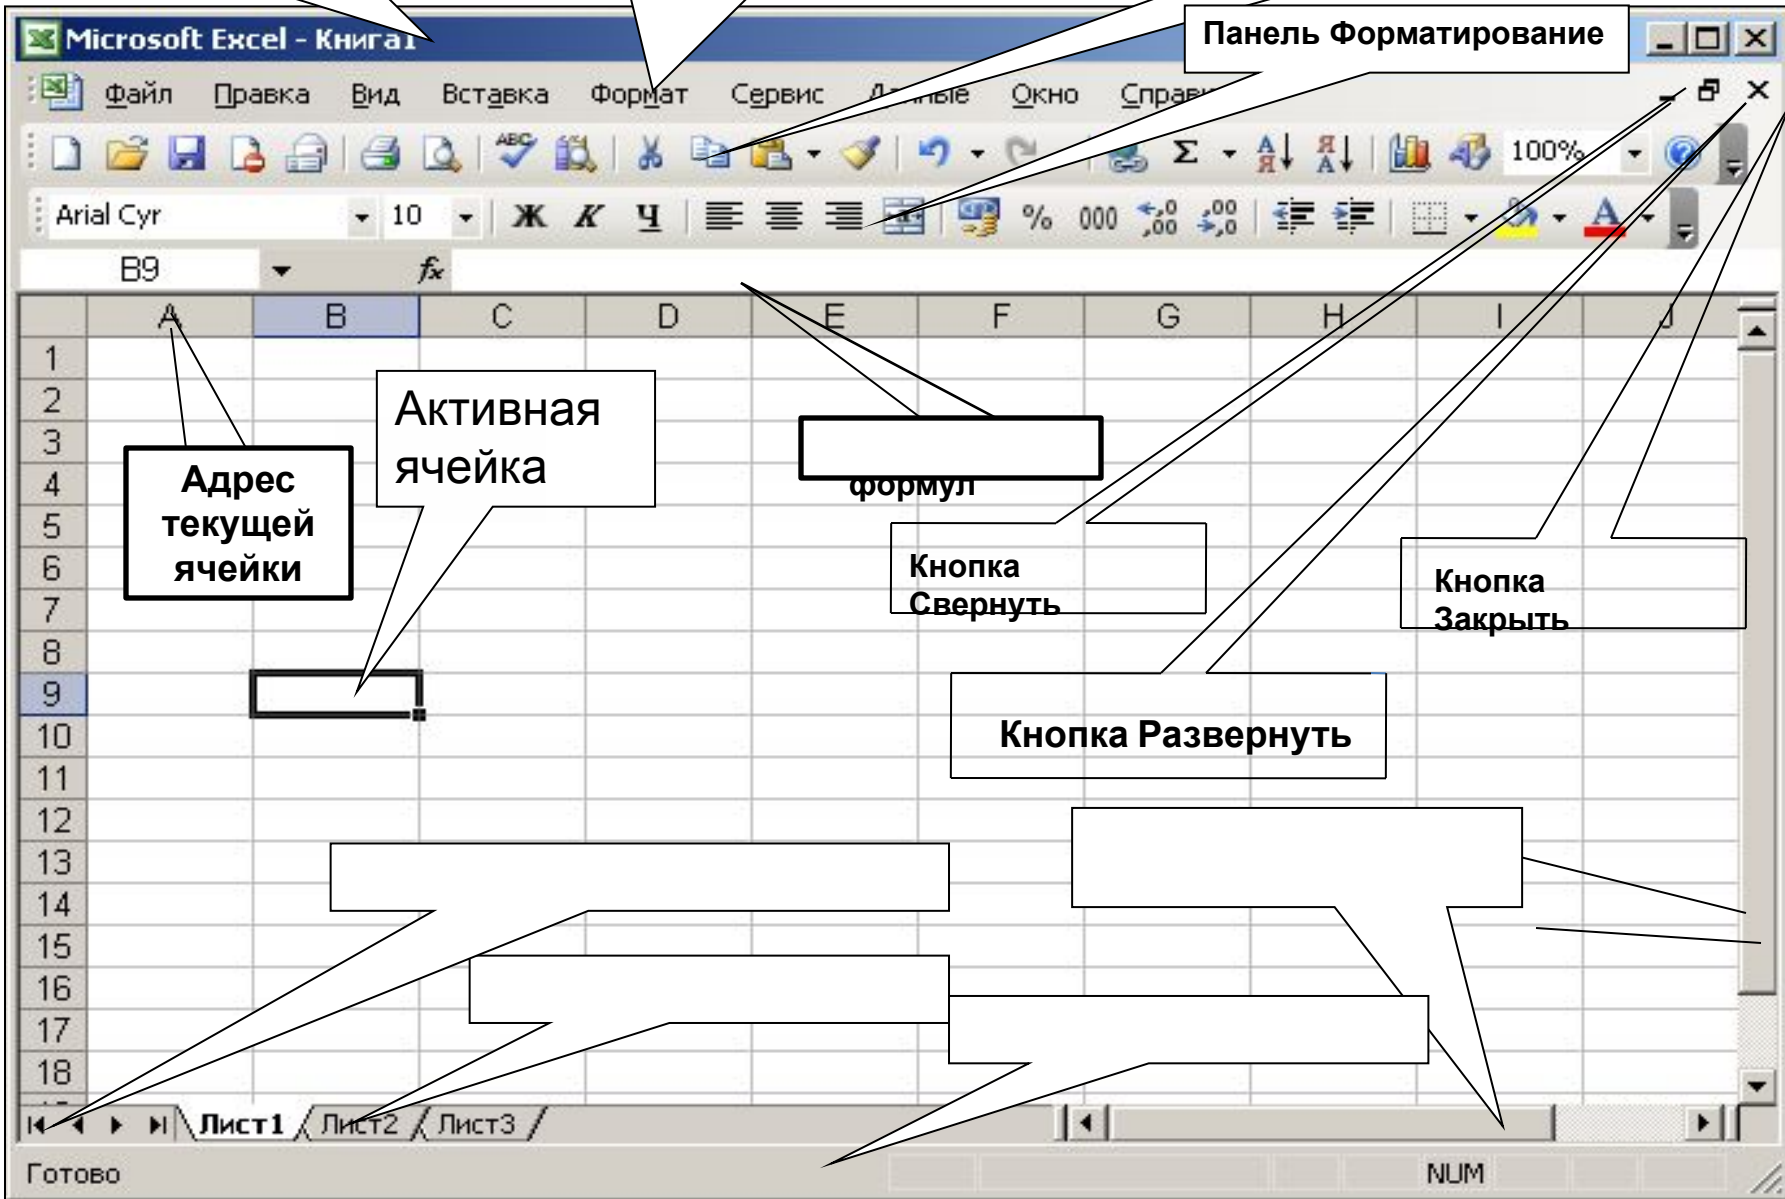 Microsoft Excel - Книга1
Панель Форматирование
Файл Правка Вид Вставка Формат Сервис Данные Окно
100%
Arial Cyr 10 Ж К Ч % 000
B9 fx
A B C D E F G H I J
1
2
Активная
3
ячейка
4
Адрес
текущей
ячейки
формул
5
6
Кнопка
Свернуть
Кнопка
Закрыть
7
8
9
10
Кнопка Развернуть
11
12
13
14
15
16
17
18
Лист1 Лист2 Лист3
Готово NUM